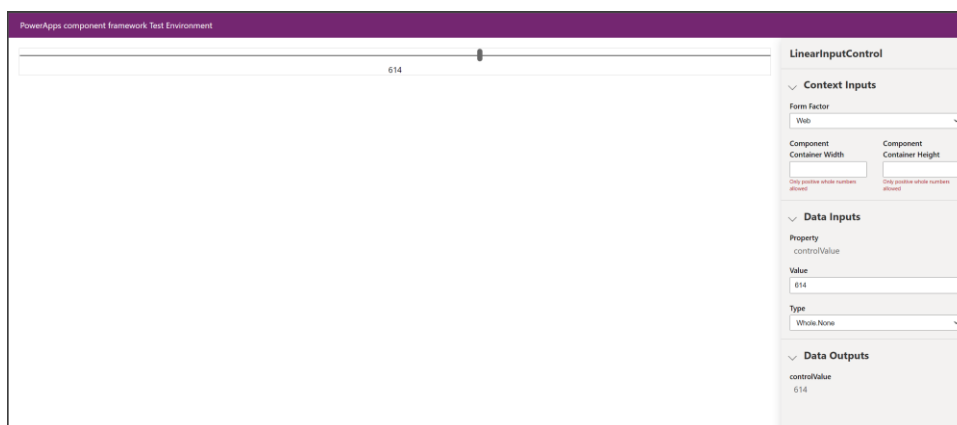 PowerApps component framework Test Environment
614
LinearInputControl
Context Inputs
Form Factor
Web
Component Container Width
Component Container Height
Only positive whole numbers allowed
Only positive whole numbers allowed
Data Inputs
Property
controlValue
Value
614
Type
Whole.None
Data Outputs
controlValue
614